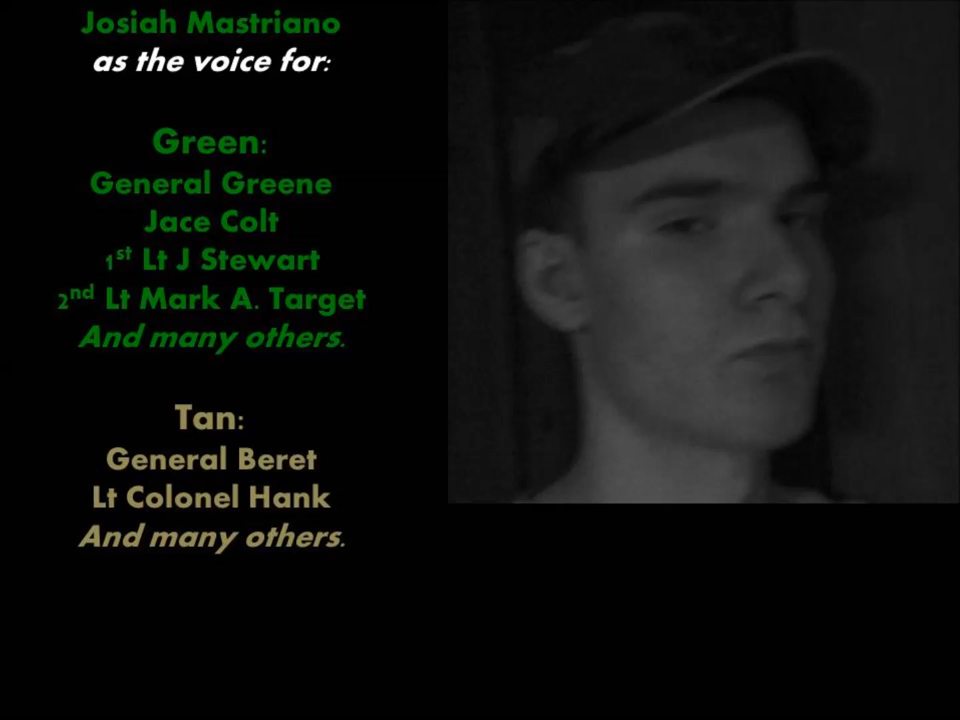 Josiah Mastriano
as the voice for:
Green:
General Greene
Jace Colt
1st Lt J Stewart
2nd Lt Mark A. Target
And many others.
Tan:
General Beret
Lt Colonel Hank
And many others.